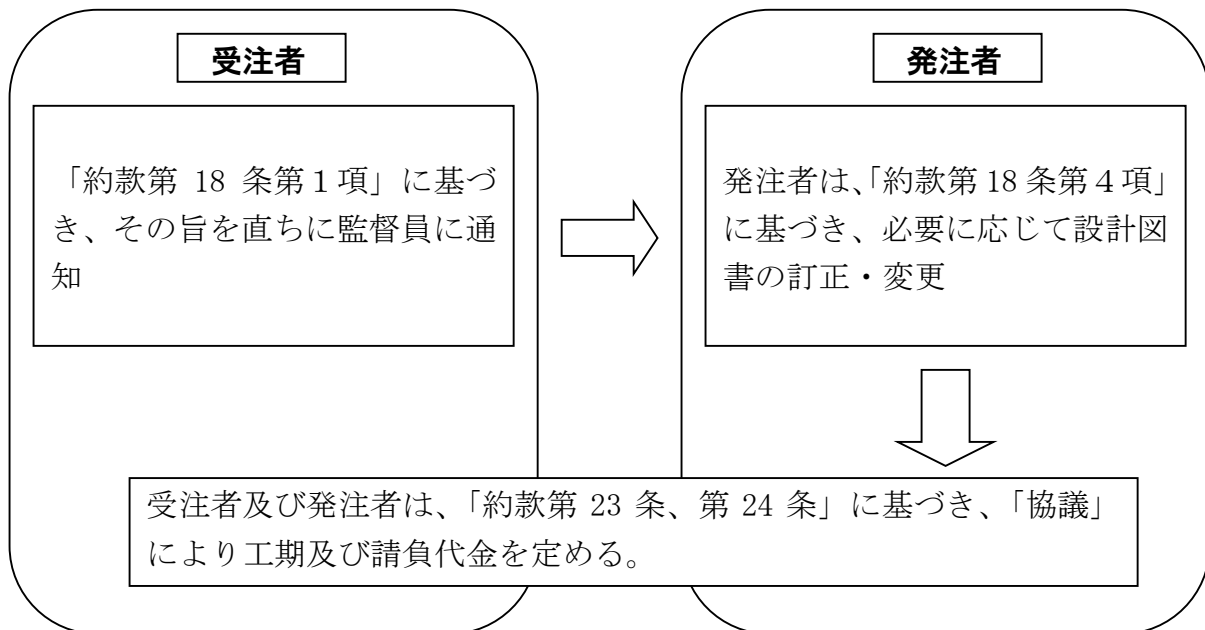 受注者
「約款第 18 条第１項」に基づ
き、その旨を直ちに監督員に通
知
発注者
発注者は、「約款第 18 条第４項」
に基づき、必要に応じて設計図
書の訂正・変更
受注者及び発注者は、「約款第 23 条、第 24 条」に基づき、「協議」
により工期及び請負代金を定める。